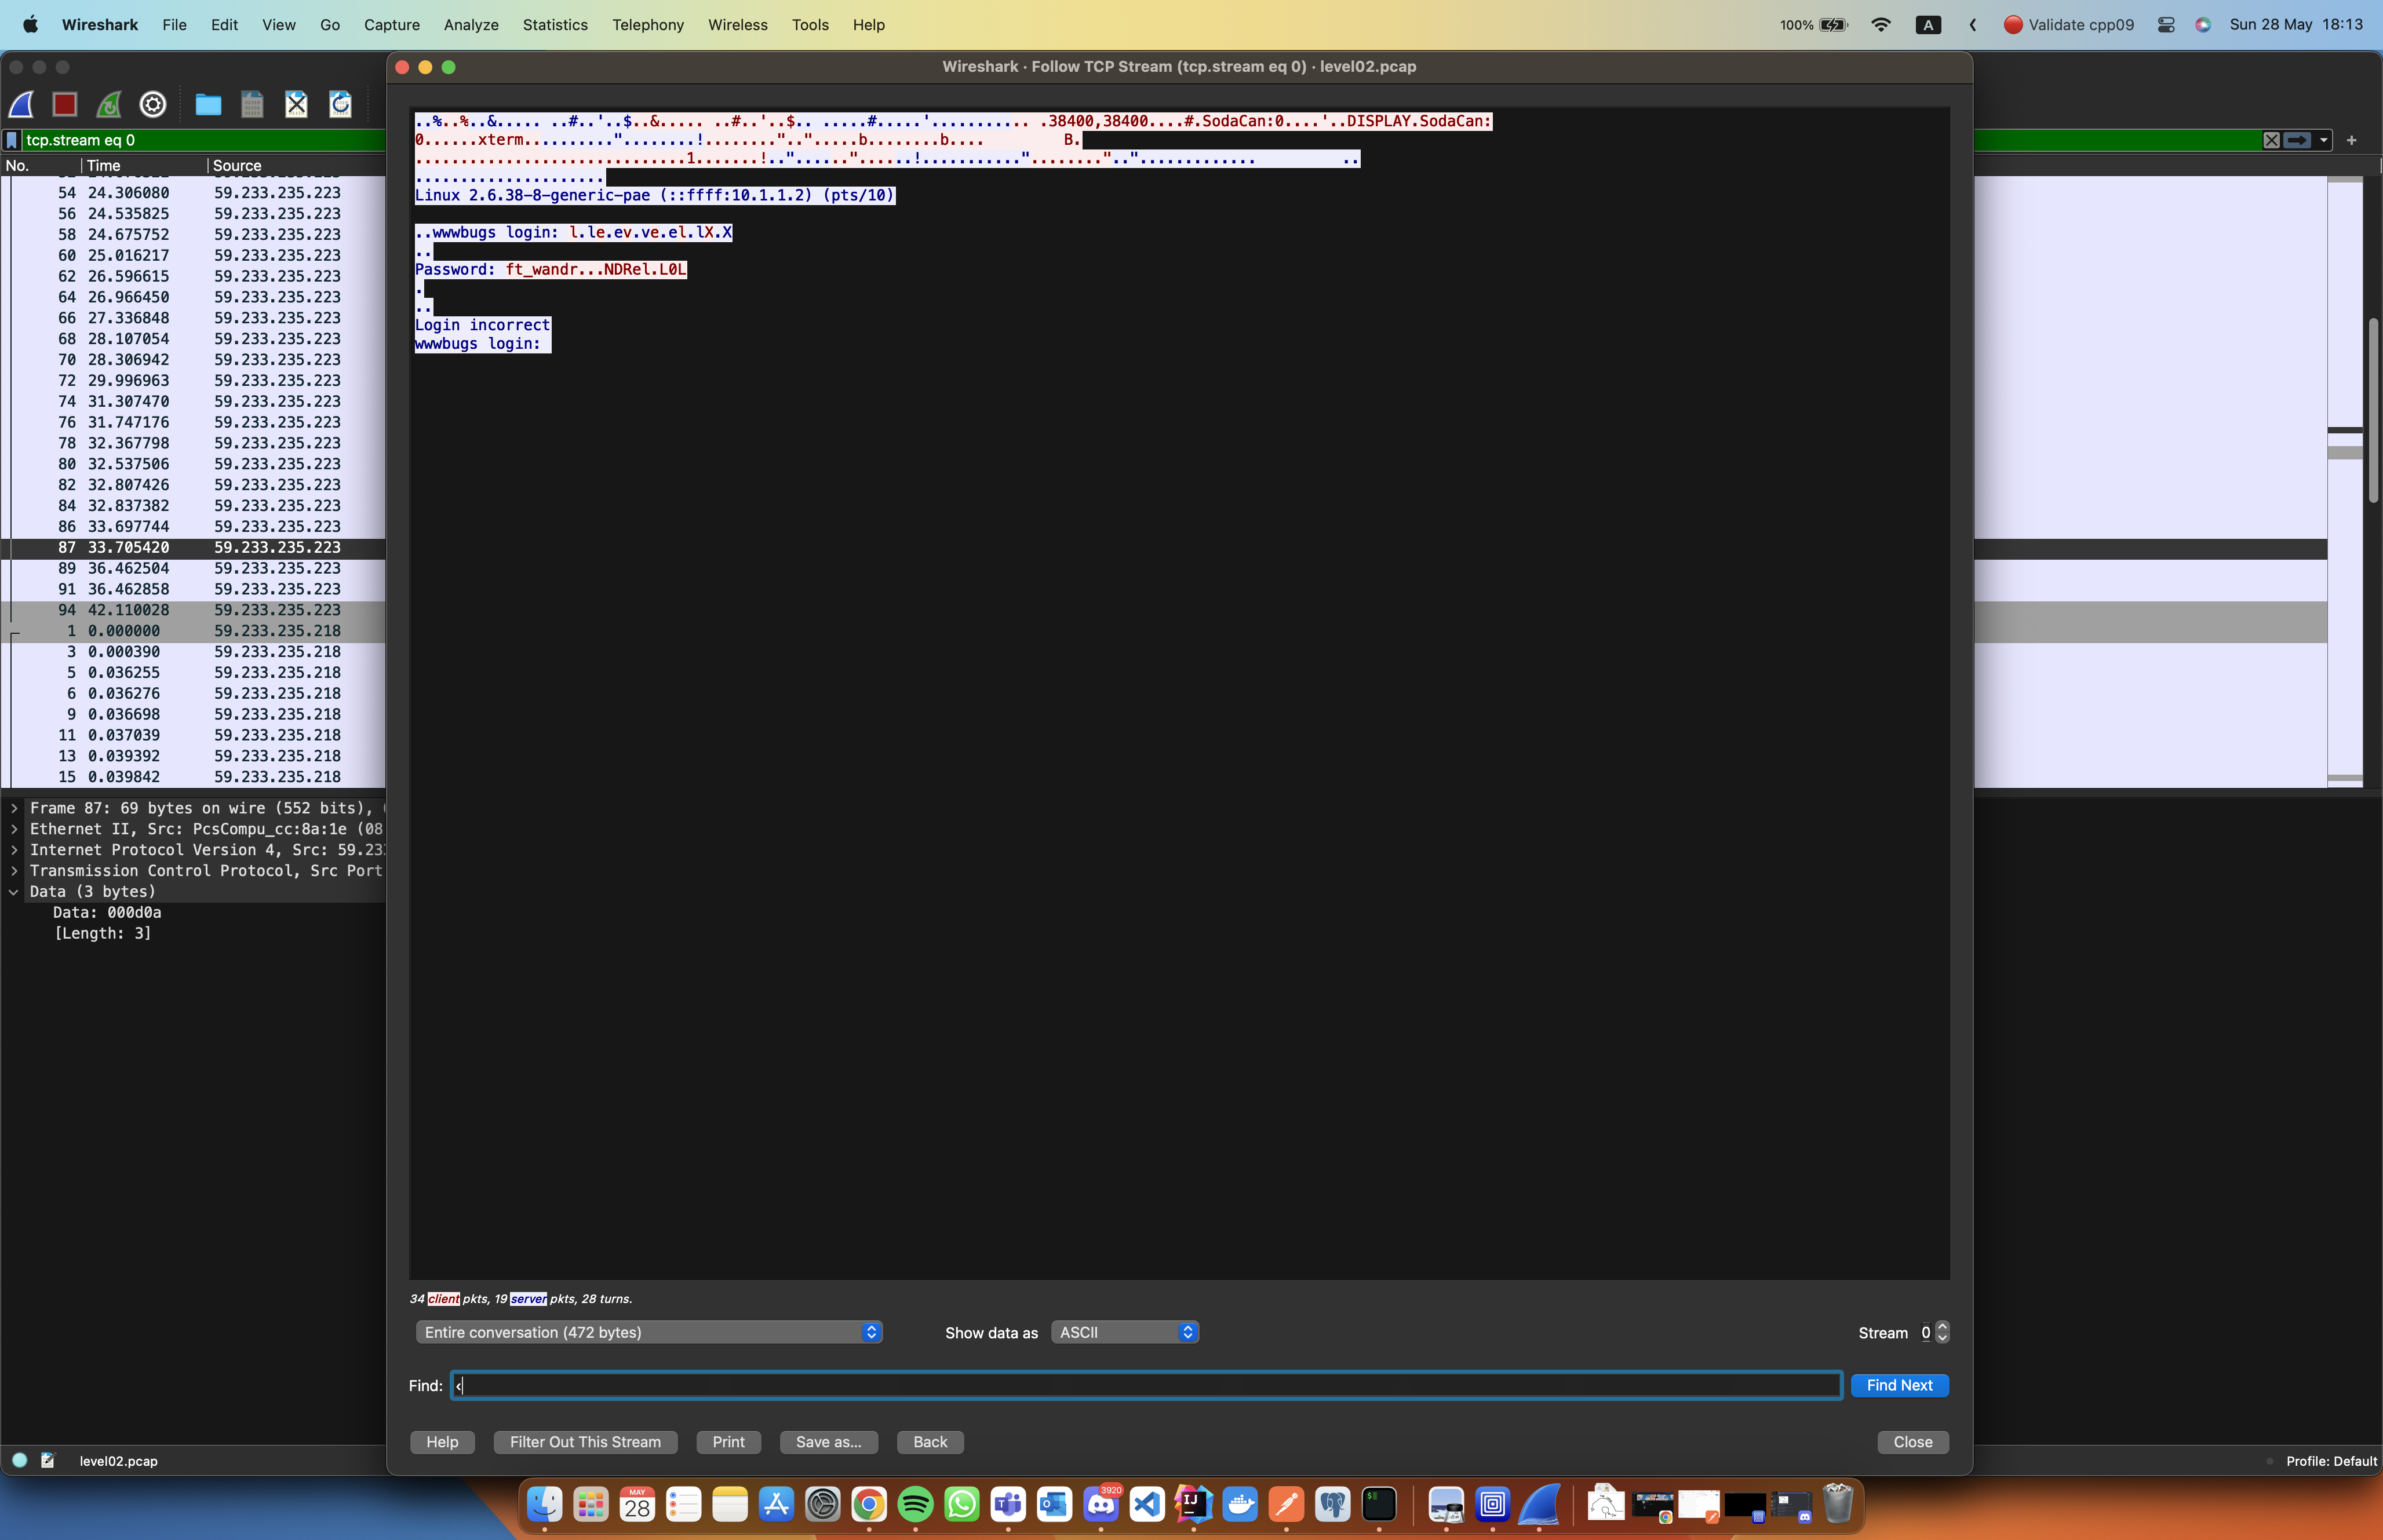 Wireshark File Edit View Go Capture Analyze Statistics Telephony Wireless Tools Help 100% A Validate cpp09 Sun 28 May 18:13
Wireshark · Follow TCP Stream (tcp.stream eq 0) · level02.pcap
tcp.stream eq 0
No. Time Source
54 24.306080 59.233.235.223
56 24.535825 59.233.235.223
58 24.675752 59.233.235.223
60 25.016217 59.233.235.223
62 26.596615 59.233.235.223
64 26.966450 59.233.235.223
66 27.336848 59.233.235.223
68 28.107054 59.233.235.223
70 28.306942 59.233.235.223
72 29.996963 59.233.235.223
74 31.307470 59.233.235.223
76 31.747176 59.233.235.223
78 32.367798 59.233.235.223
80 32.537506 59.233.235.223
82 32.807426 59.233.235.223
84 32.837382 59.233.235.223
86 33.697744 59.233.235.223
87 33.705420 59.233.235.223
89 36.462504 59.233.235.223
91 36.462858 59.233.235.223
94 42.110028 59.233.235.223
1 0.000000 59.233.235.218
3 0.000390 59.233.235.218
5 0.036255 59.233.235.218
6 0.036276 59.233.235.218
9 0.036698 59.233.235.218
11 0.037039 59.233.235.218
13 0.039392 59.233.235.218
15 0.039842 59.233.235.218
Frame 87: 69 bytes on wire (552 bits),
Ethernet II, Src: PcsCompu_cc:8a:1e (08
Internet Protocol Version 4, Src: 59.23
Transmission Control Protocol, Src Port
Data (3 bytes)
Data: 000d0a
[Length: 3]
..%..%..&..... ..#..'..$..&..... ..#..'..$.. .....#.....'........... .38400,38400....#.SodaCan:0....'..DISPLAY.SodaCan:
0......xterm.........."........!........"..".....b........b.... B.
..............................1.......!.."......"......!..........."........".."............. ..
.....................
Linux 2.6.38-8-generic-pae (::ffff:10.1.1.2) (pts/10)
..wwwbugs login: l.le.ev.ve.el.lX.X
..
Password: ft_wandr...NDRel.L0L
.
..
Login incorrect
wwwbugs login:
34 client pkts, 19 server pkts, 28 turns.
Entire conversation (472 bytes) Show data as ASCII Stream 0
Find: ‹ Find Next
Help Filter Out This Stream Print Save as... Back Close
level02.pcap Profile: Default
MAY
28
3920